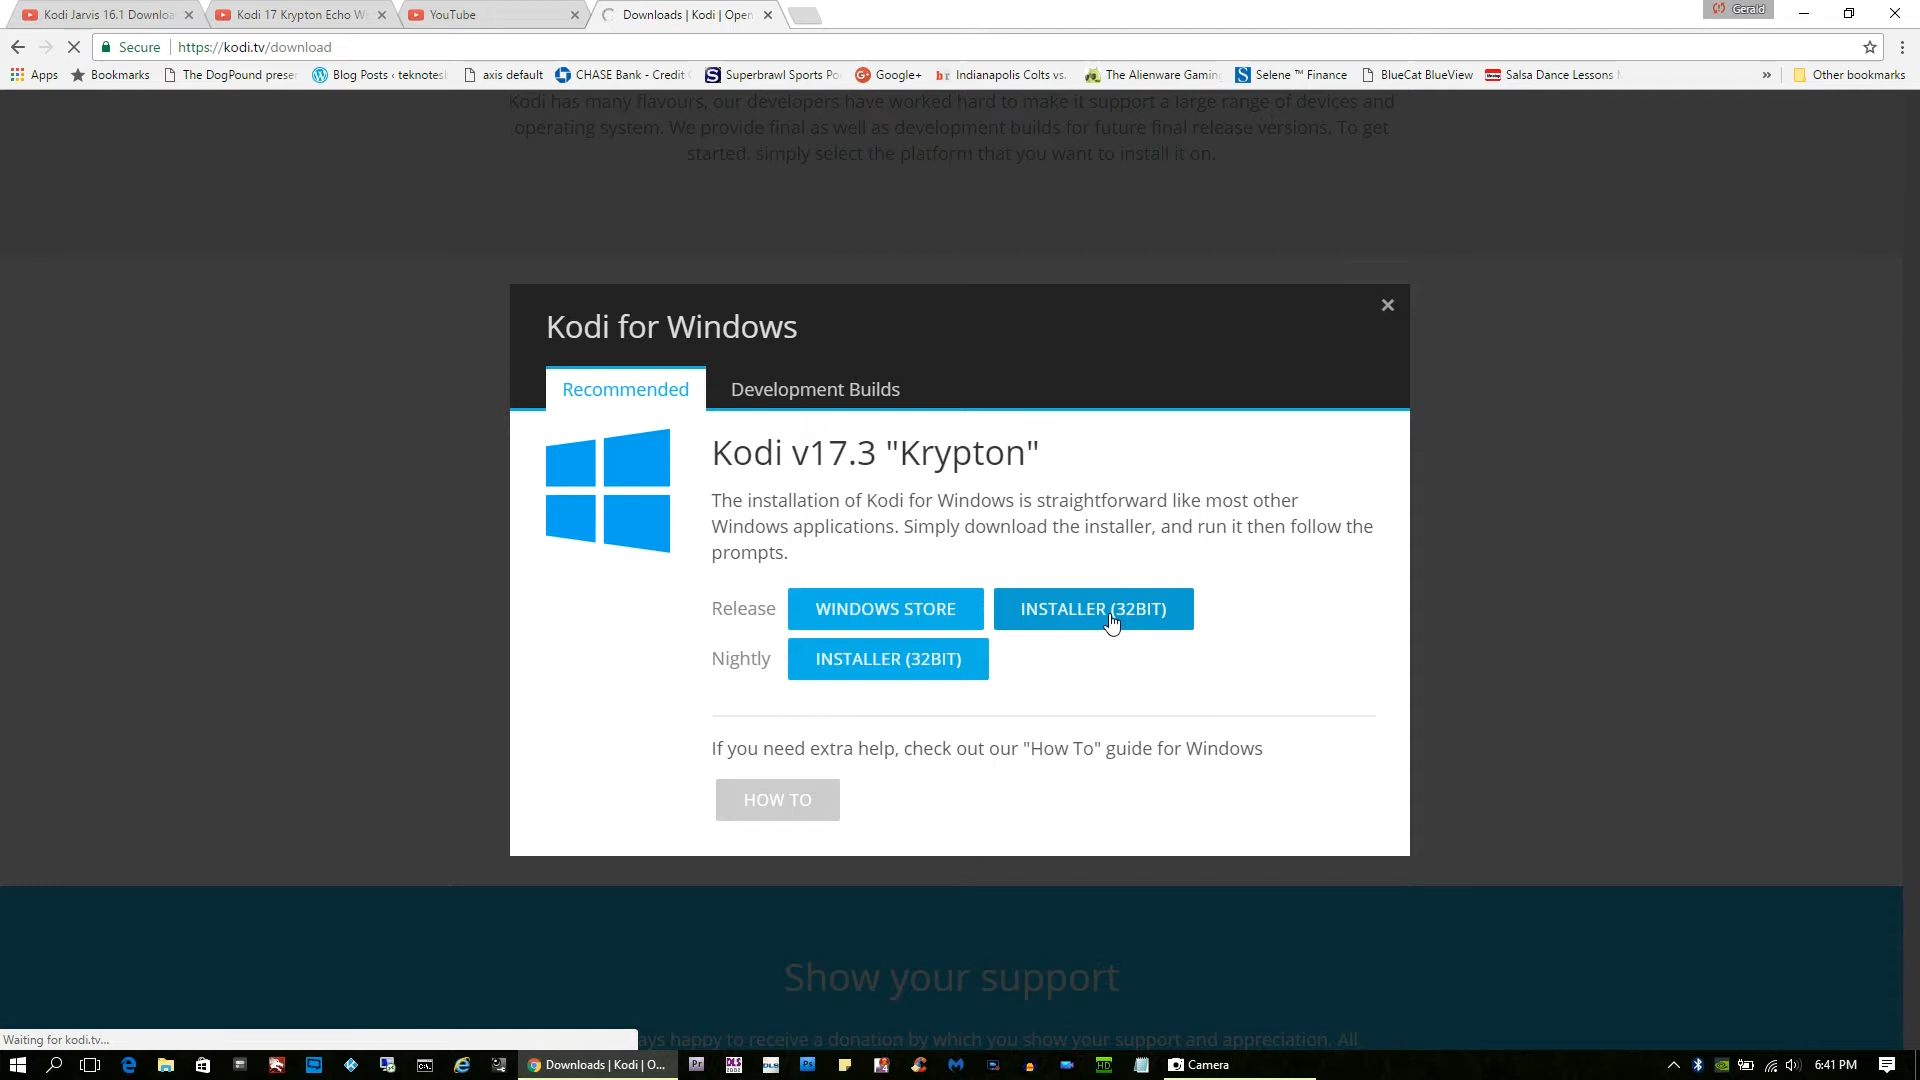 Kodi Jarvis 16.1 Downloa
Kodi 17 Krypton Echo W
YouTube
Downloads | Kodi | Open
Gerald
Secure
https://kodi.tv/download
Apps
Bookmarks
The DogPound presen
Blog Posts ‹ teknotesl
axis default
CHASE Bank - Credit
Superbrawl Sports Po
Google+
br
Indianapolis Colts vs.
The Alienware Gaming
Selene ™ Finance
BlueCat BlueView
Salsa Dance Lessons
»
Other bookmarks
Kodi has many flavours, our developers have worked hard to make it support a large range of devices and
operating system. We provide final as well as development builds for future final release versions. To get
started, simply select the platform that you want to install it on.
Kodi for Windows
Recommended
Development Builds
Kodi v17.3 "Krypton"
The installation of Kodi for Windows is straightforward like most other
Windows applications. Simply download the installer, and run it then follow the
prompts.
Release
WINDOWS STORE
INSTALLER (32BIT)
Nightly
INSTALLER (32BIT)
If you need extra help, check out our "How To" guide for Windows
HOW TO
Show your support
ays happy to receive a donation by which you show your support and appreciation. All
Waiting for kodi.tv...
Downloads | Kodi | O...
Pr
Ps
HD
Camera
6:41 PM